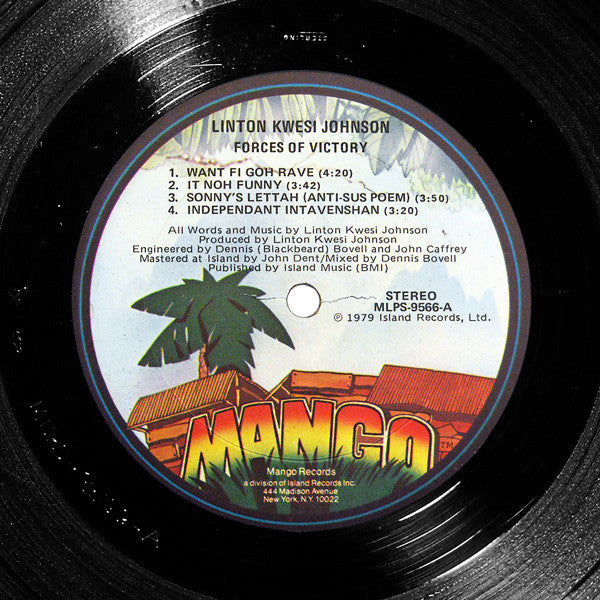 STERLING
LINTON KWESI JOHNSON
FORCES OF VICTORY
1. WANT FI GOH RAVE (4:20)
2. IT NOH FUNNY (3:42)
3. SONNY'S LETTAH (ANTI-SUS POEM) (3:50)
4. INDEPENDANT INTAVENSHAN (3:20)
All Words and Music by Linton Kwesi Johnson
Produced by Linton Kwesi Johnson
Engineered by Dennis (Blackbeard) Bovell and John Caffrey
Mastered at Island by John Dent/Mixed by Dennis Bovell
Published by Island Music (BMI)
STEREO
MLPS-9566-A
℗ 1979 Island Records, Ltd.
MANGO TM
Mango Records
a division of Island Records Inc.
444 Madison Avenue
New York, N.Y. 10022